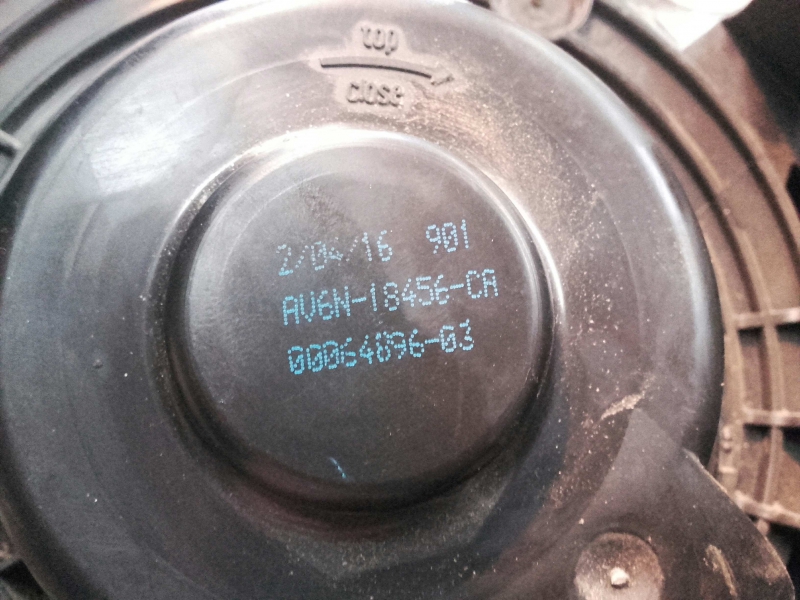 top
close
2/04/16 901
AV6N-18456-CA
00064896-03